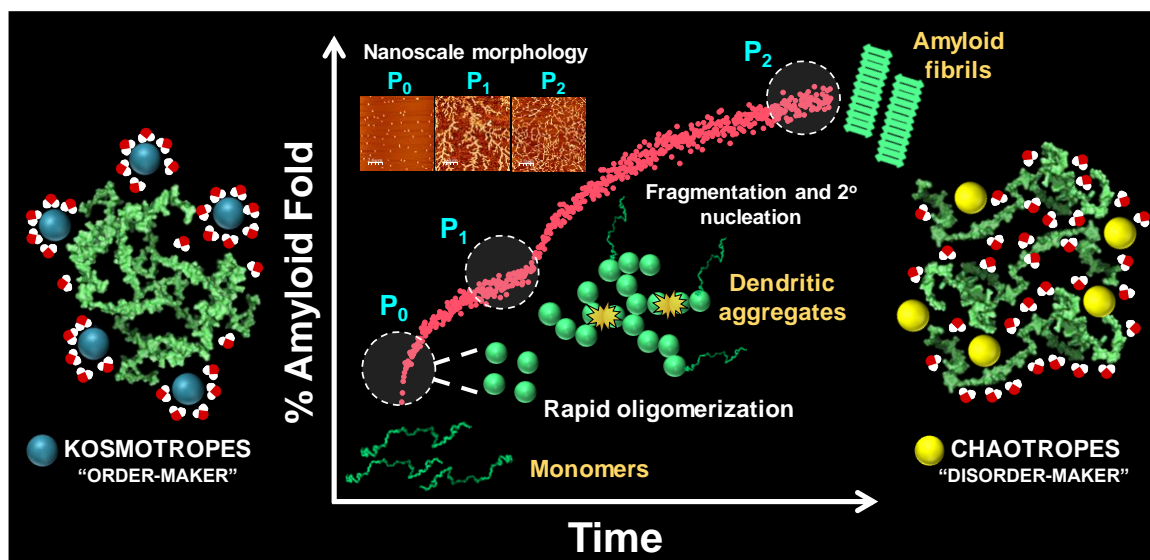 Nanoscale morphology
P₀ P₁ P₂
P₂
Amyloid
fibrils
% Amyloid Fold
Fragmentation and 2º
nucleation
P₁
Dendritic
aggregates
P₀
Rapid oligomerization
Monomers
KOSMOTROPES
“ORDER-MAKER”
CHAOTROPES
“DISORDER-MAKER”
Time